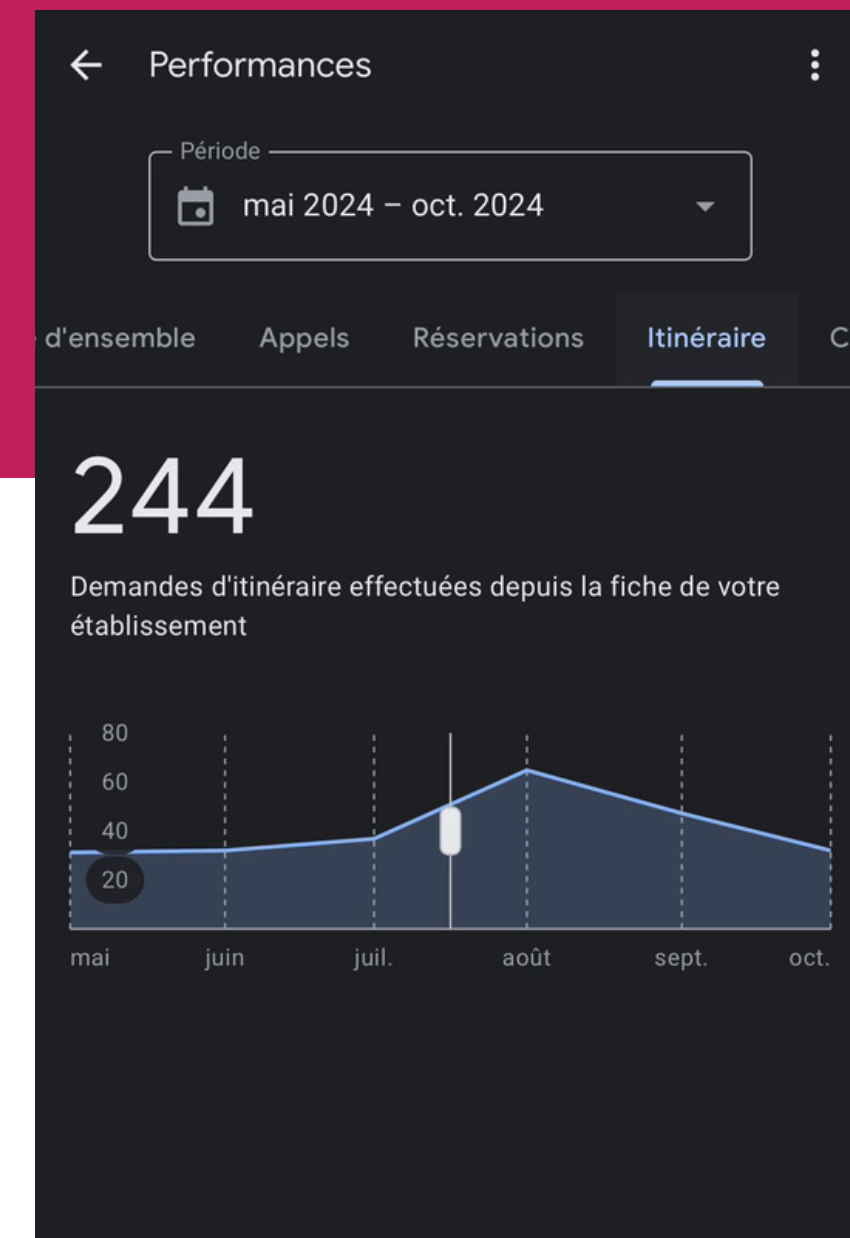 Performances
Période
mai 2024 – oct. 2024
d'ensemble Appels Réservations Itinéraire C
244
Demandes d'itinéraire effectuées depuis la fiche de votre
établissement
80
60
40
20
mai juin juil. août sept. oct.